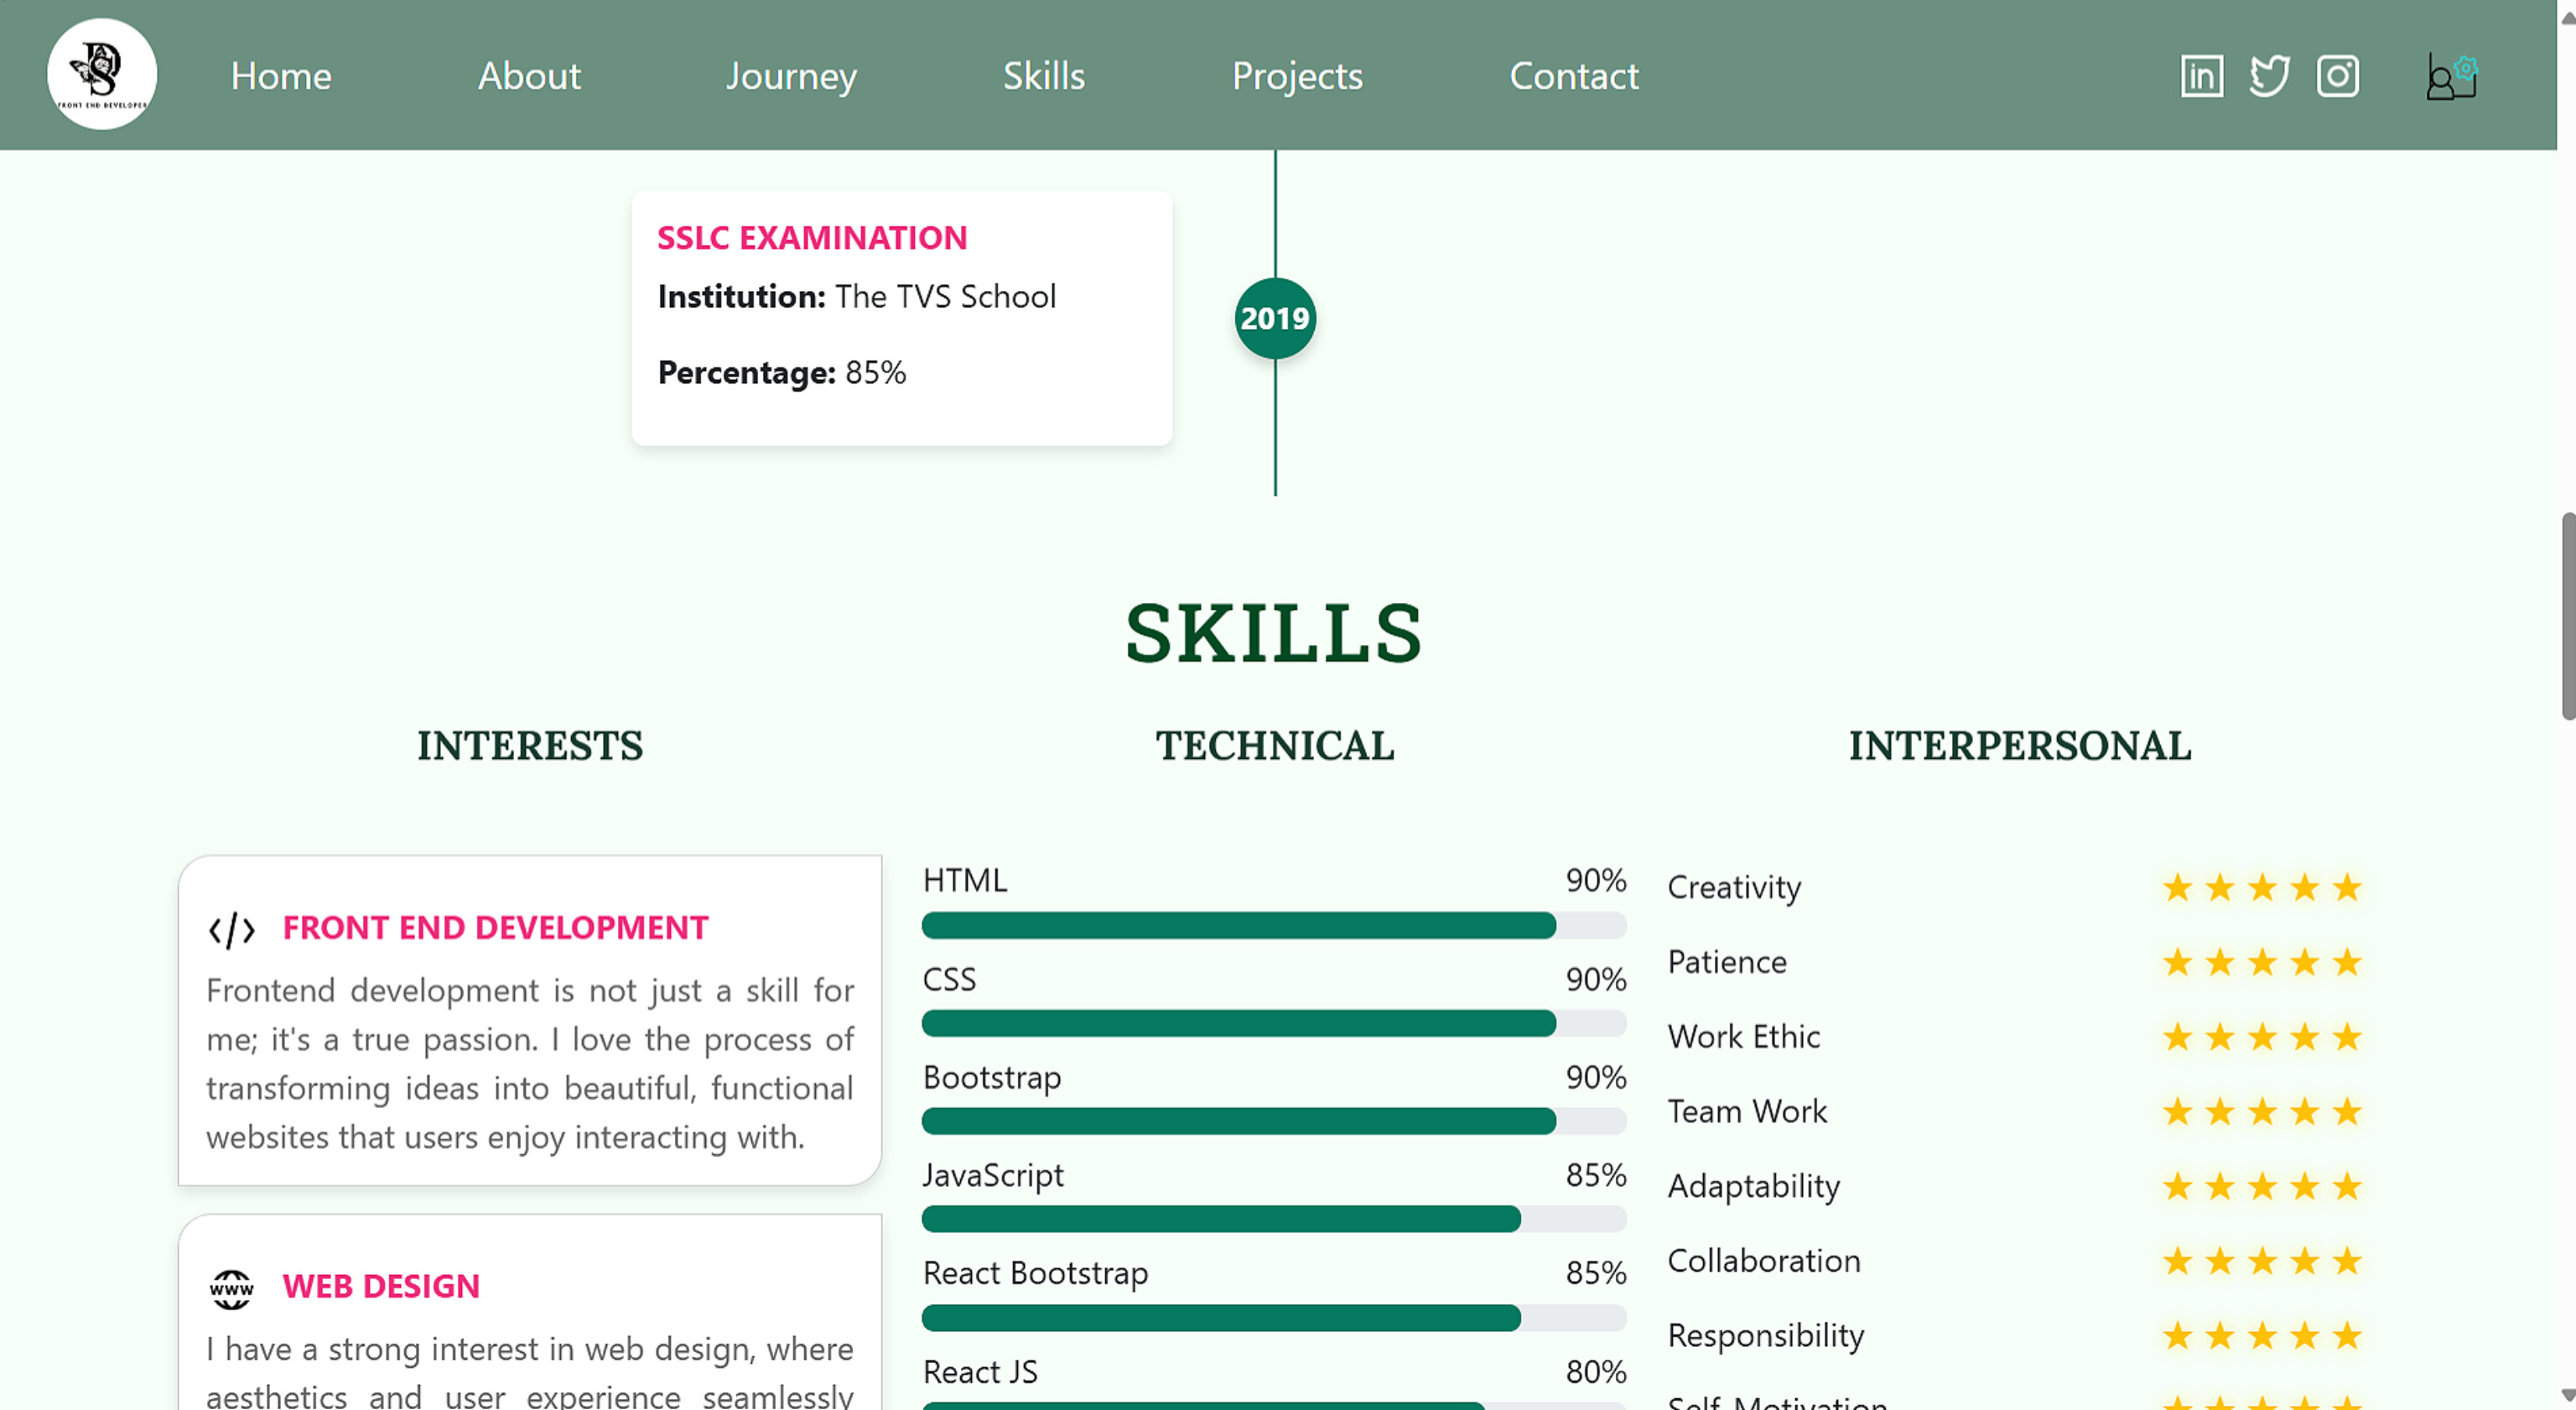 DS
FRONT END DEVELOPER
Home
About
Journey
Skills
Projects
Contact
in
SSLC EXAMINATION
Institution: The TVS School
Percentage: 85%
2019
SKILLS
INTERESTS
FRONT END DEVELOPMENT
Frontend development is not just a skill for
me; it's a true passion. I love the process of
transforming ideas into beautiful, functional
websites that users enjoy interacting with.
www
WEB DESIGN
I have a strong interest in web design, where
aesthetics and user experience seamlessly
TECHNICAL
HTML 90%
CSS 90%
Bootstrap 90%
JavaScript 85%
React Bootstrap 85%
React JS 80%
INTERPERSONAL
Creativity
Patience
Work Ethic
Team Work
Adaptability
Collaboration
Responsibility
Self-Motivation